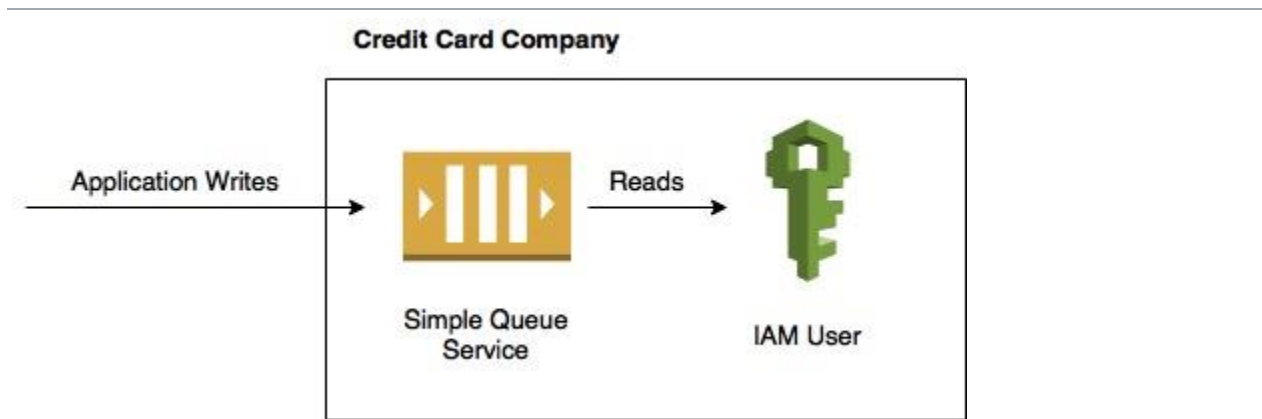 Credit Card Company
Application Writes
Reads
Simple Queue
Service
IAM User